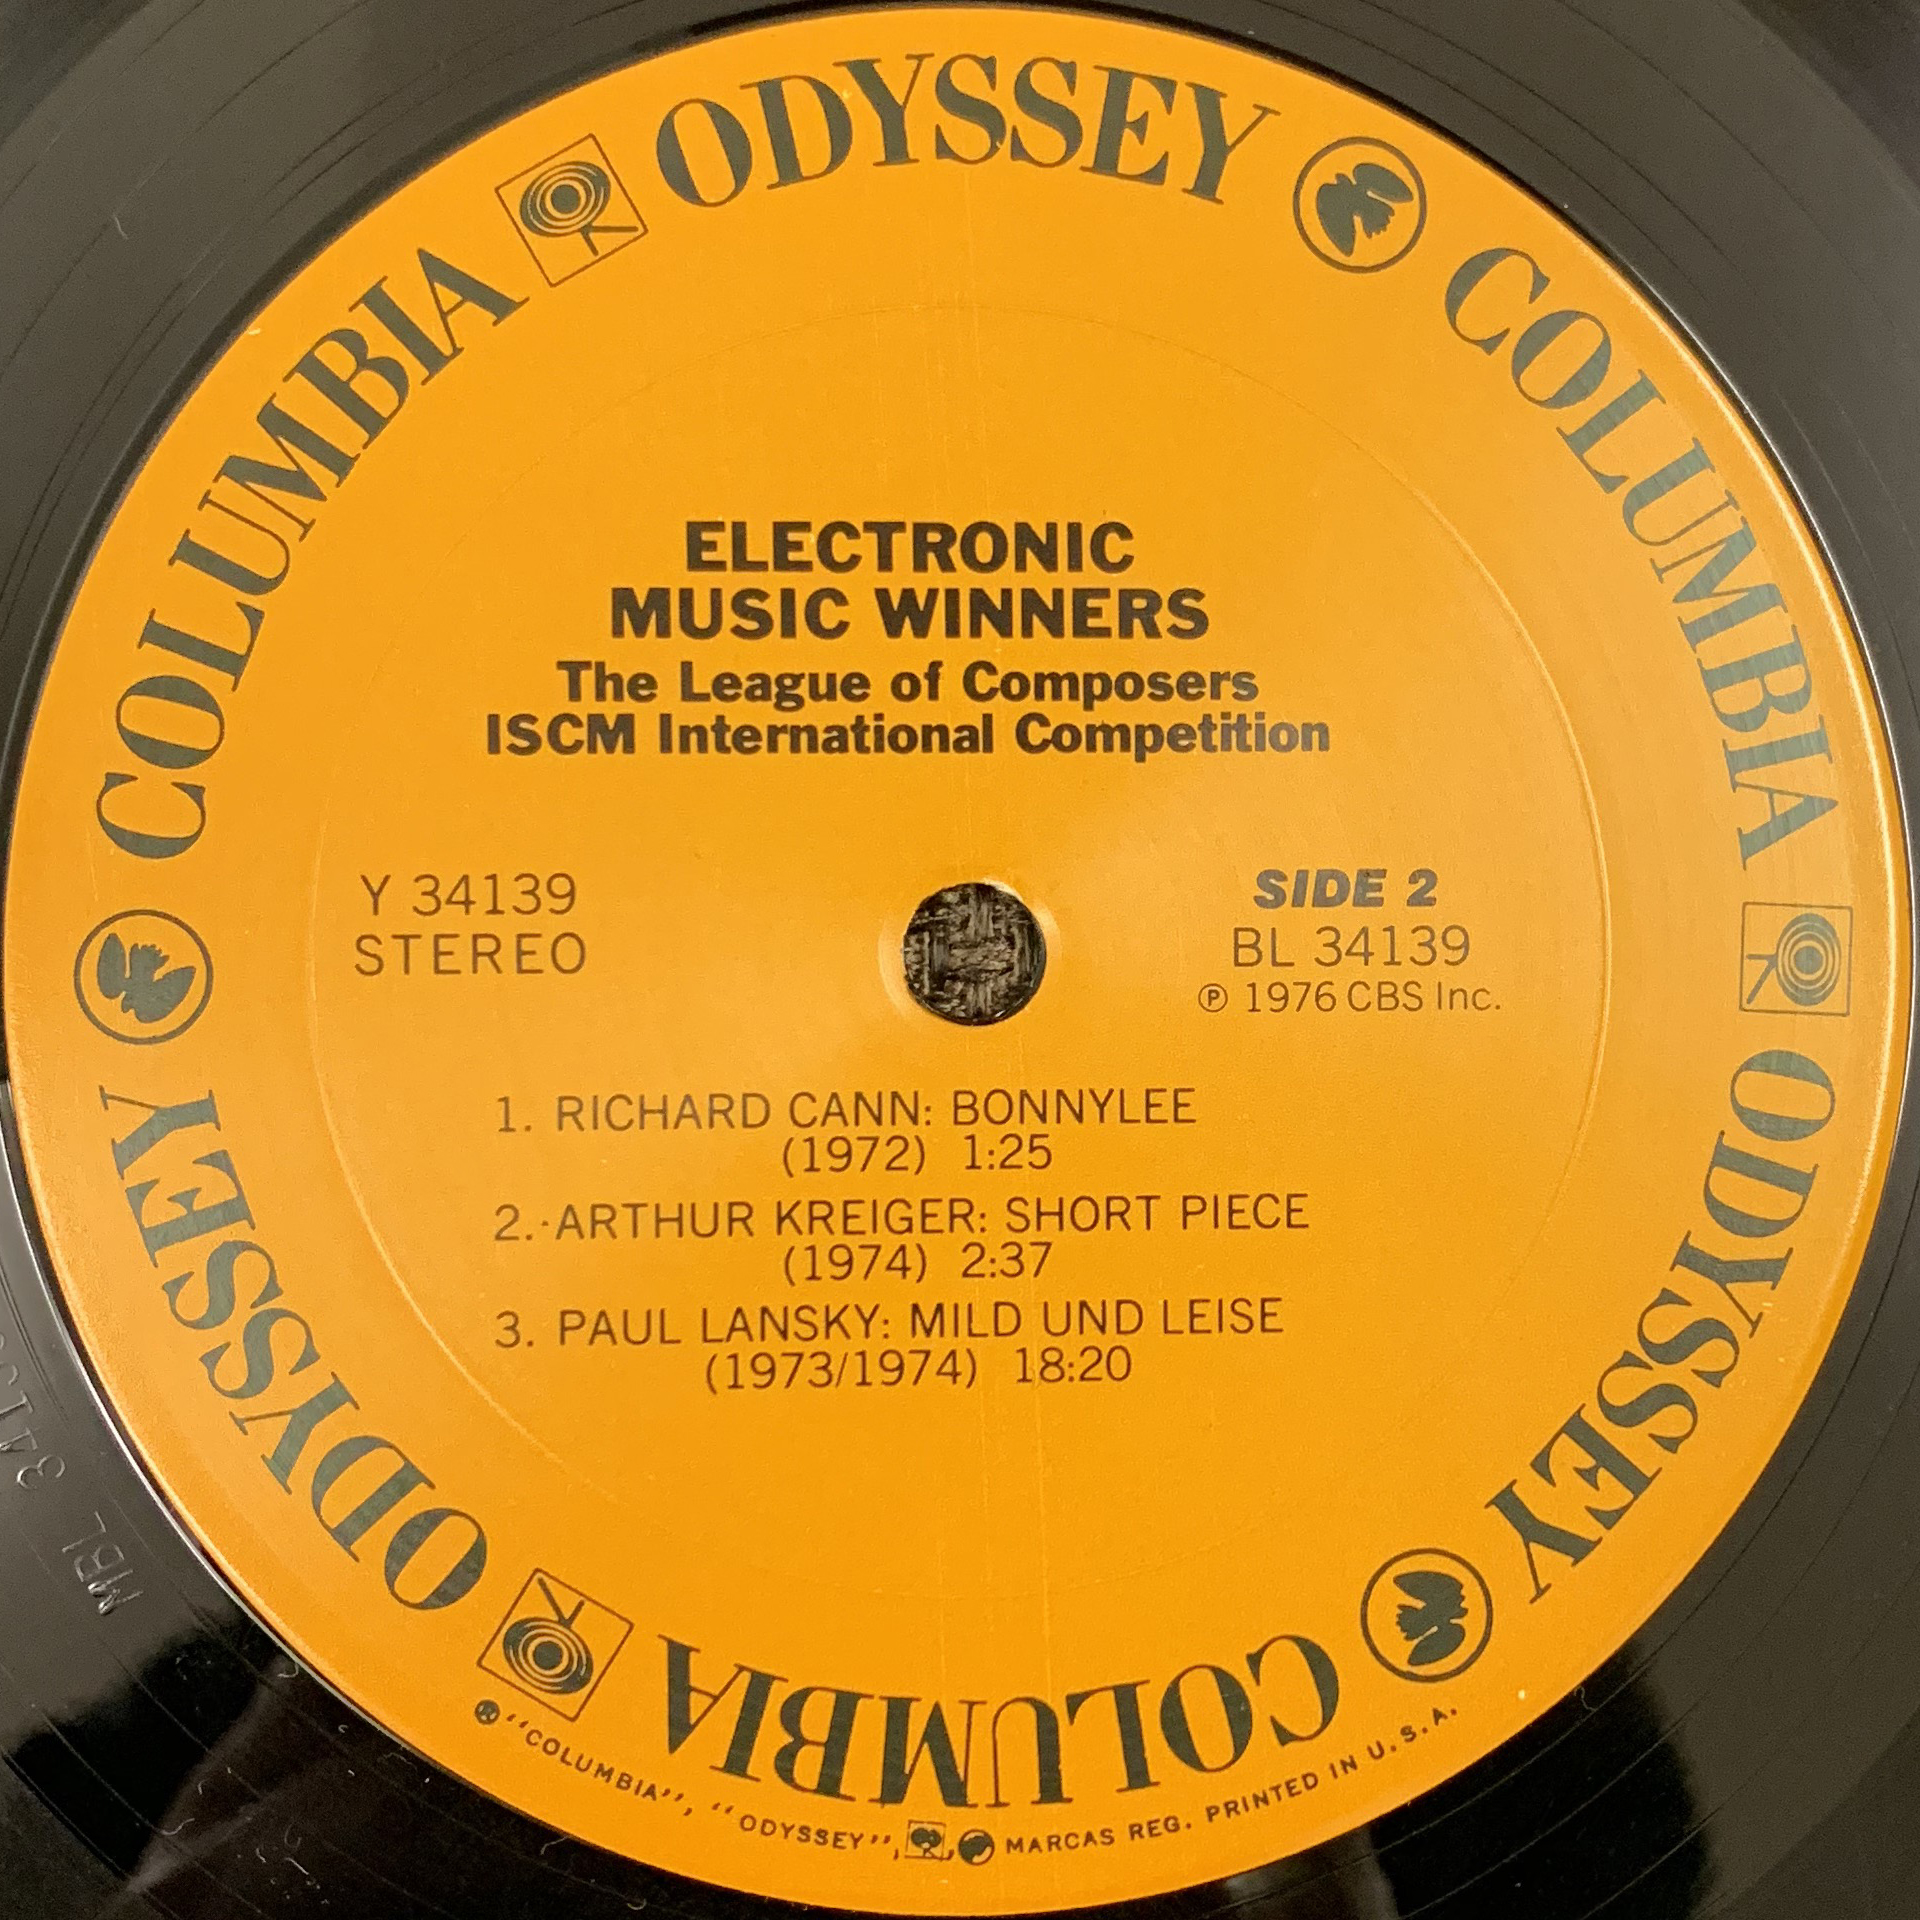 COLUMBIA ODYSSEY COLUMBIA ODYSSEY COLUMBIA ODYSSEY
ELECTRONIC
MUSIC WINNERS
The League of Composers
ISCM International Competition
Y 34139
STEREO
SIDE 2
BL 34139
℗ 1976 CBS Inc.
1. RICHARD CANN: BONNYLEE
(1972) 1:25
2. ARTHUR KREIGER: SHORT PIECE
(1974) 2:37
3. PAUL LANSKY: MILD UND LEISE
(1973/1974) 18:20
® "COLUMBIA", "ODYSSEY", MARCAS REG. PRINTED IN U.S.A.
MBL